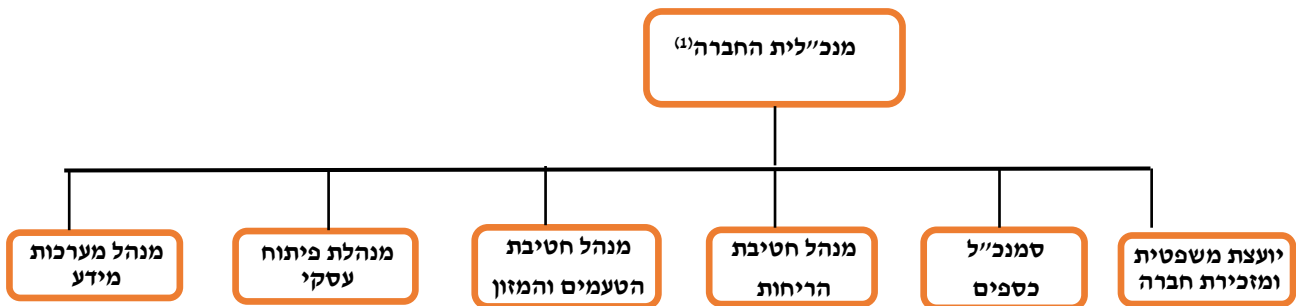 מנכ״לית החברה(1)
יועצת משפטית
ומזכירת חברה
סמנכ״ל
כספים
מנהל חטיבת
הריחות
מנהל חטיבת
הטעמים והמזון
מנהלת פיתוח
עסקי
מנהל מערכות
מידע